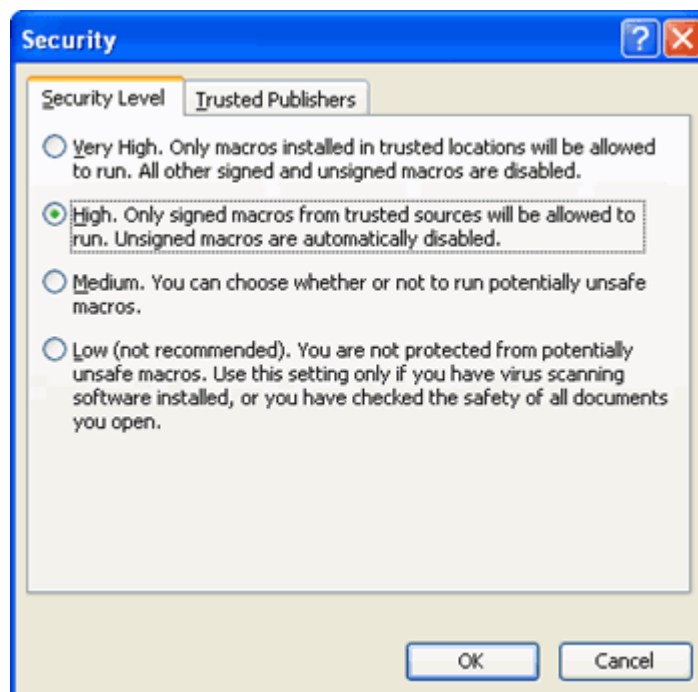 Security
Security Level
Trusted Publishers
Very High. Only macros installed in trusted locations will be allowed
to run. All other signed and unsigned macros are disabled.
High. Only signed macros from trusted sources will be allowed to
run. Unsigned macros are automatically disabled.
Medium. You can choose whether or not to run potentially unsafe
macros.
Low (not recommended). You are not protected from potentially
unsafe macros. Use this setting only if you have virus scanning
software installed, or you have checked the safety of all documents
you open.
OK
Cancel